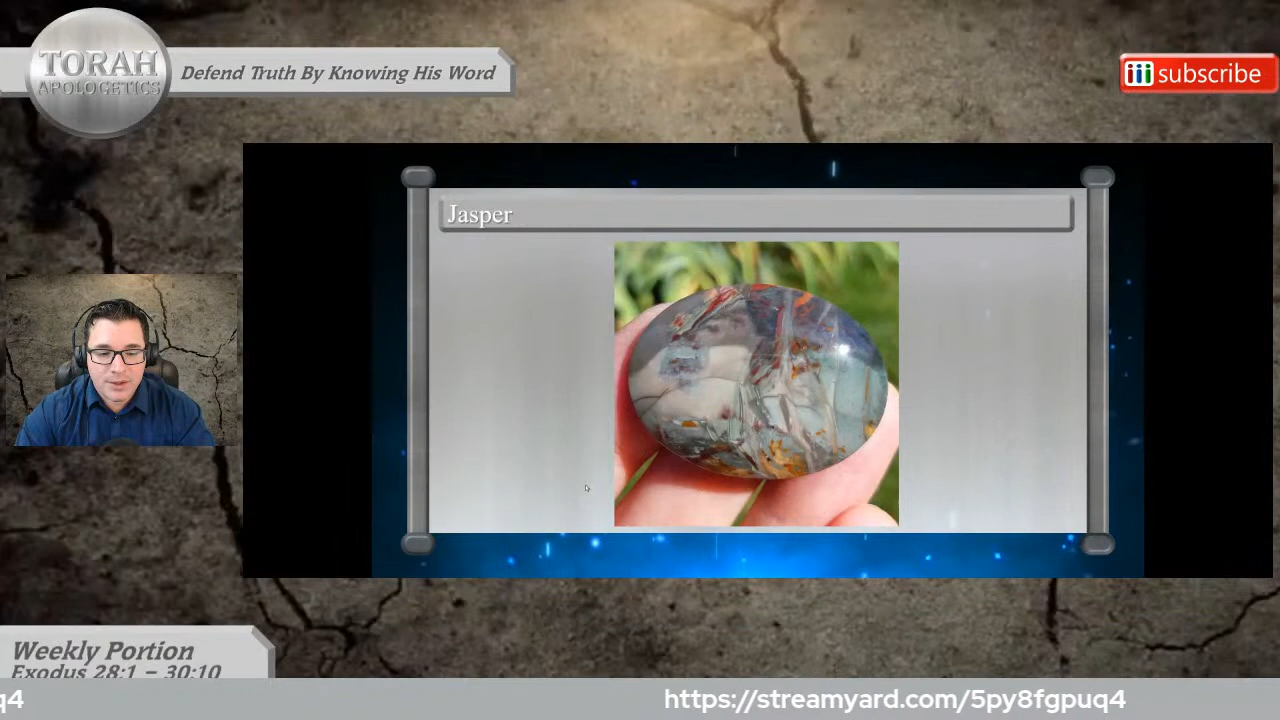 TORAH
APOLOGETICS
Defend Truth By Knowing His Word
subscribe
Jasper
Weekly Portion
Exodus 28:1 - 30:10
q4
https://streamyard.com/5py8fgpuq4